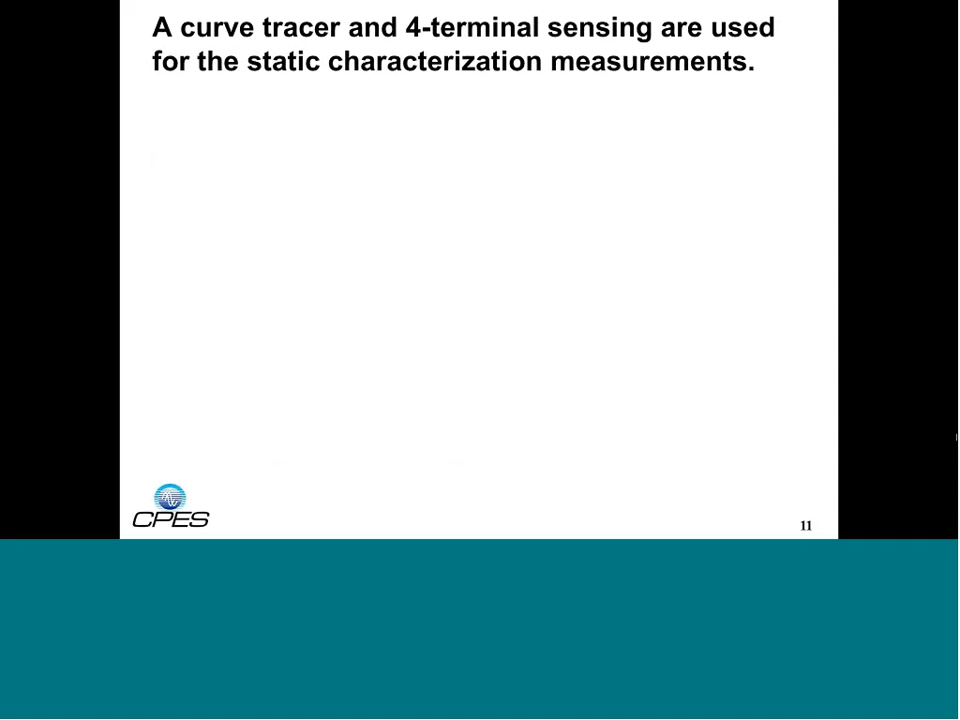 A curve tracer and 4-terminal sensing are used
for the static characterization measurements.
CPES
11